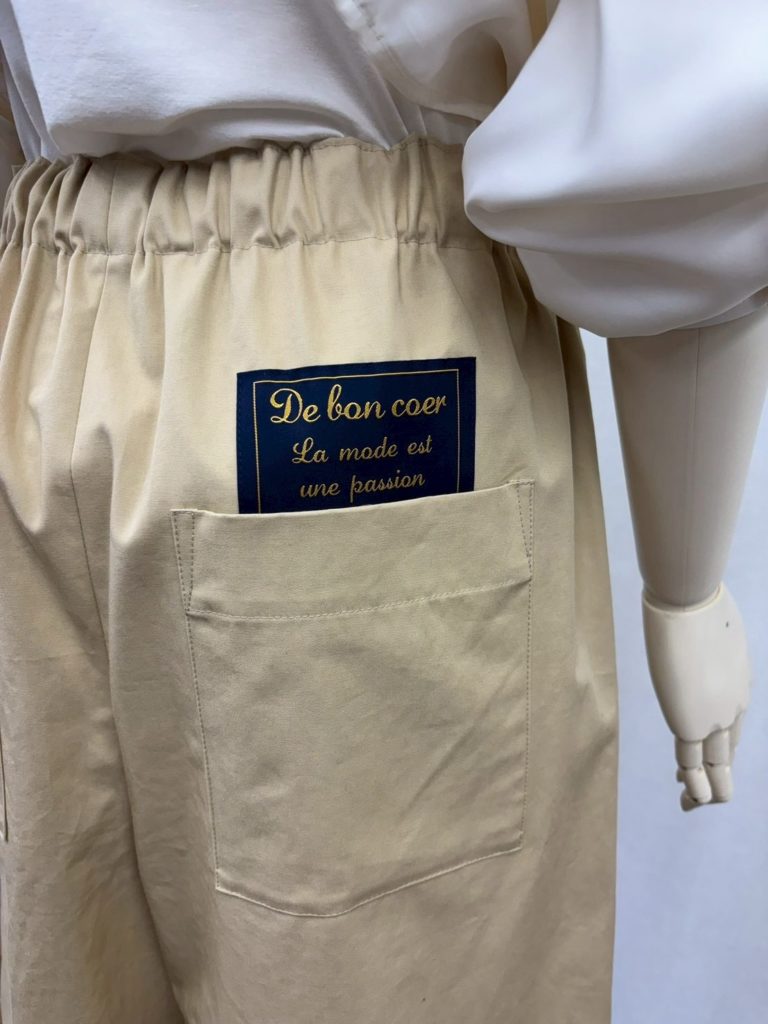 De bon coer
La mode est
une passion